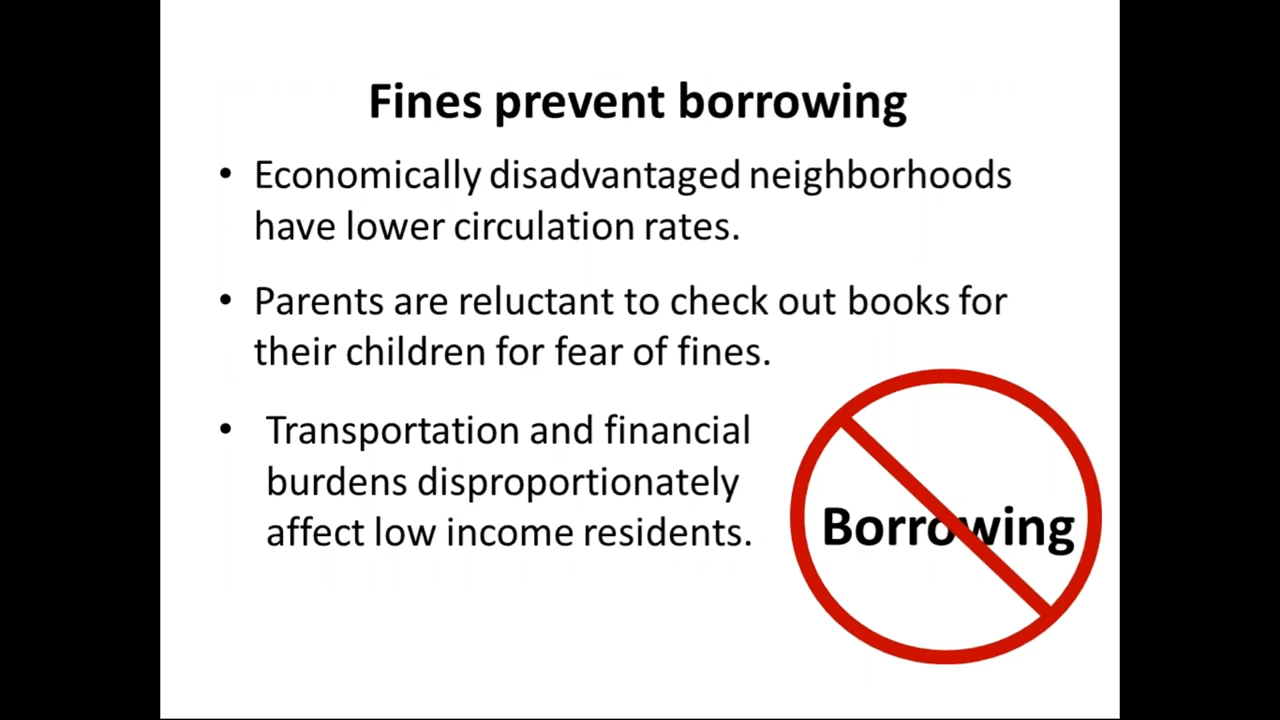 Fines prevent borrowing
• Economically disadvantaged neighborhoods
have lower circulation rates.
• Parents are reluctant to check out books for
their children for fear of fines.
• Transportation and financial
burdens disproportionately
affect low income residents.
Borrowing